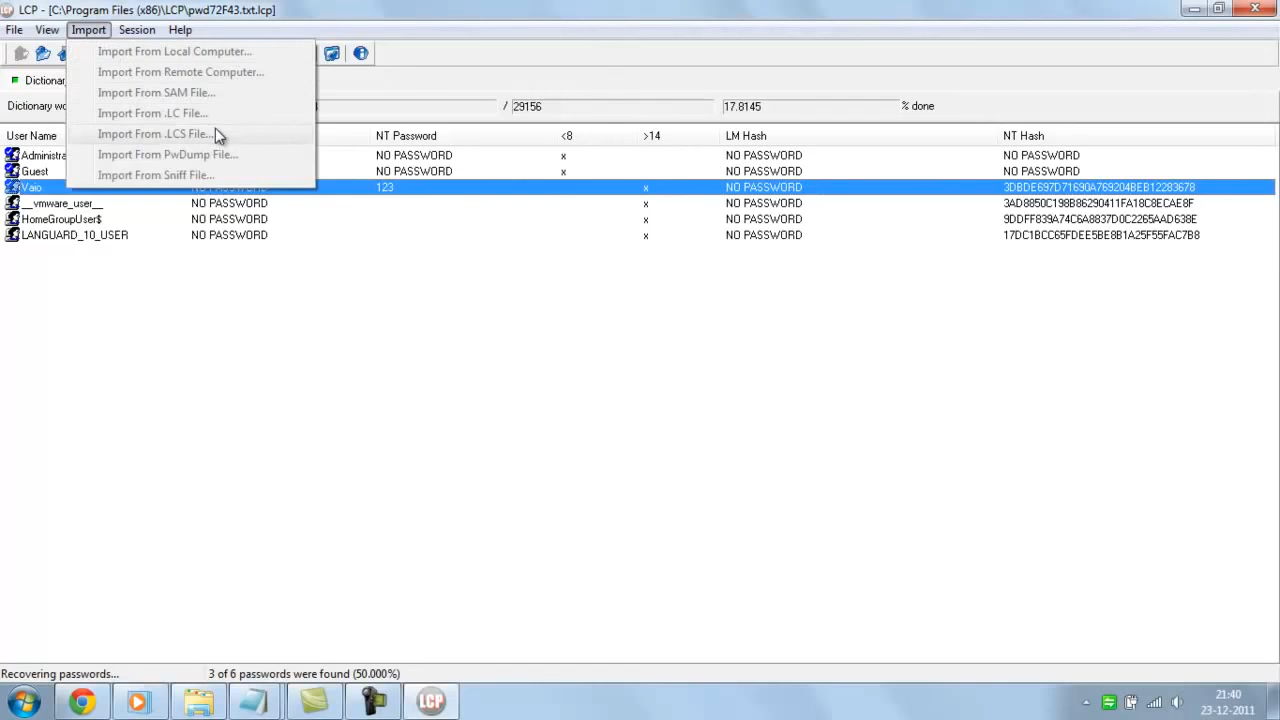 LCP - [C:\Program Files (x86)\LCP\pwd72F43.txt.lcp]
File View Import Session Help
Import From Local Computer...
Import From Remote Computer...
Import From SAM File...
Import From .LC File...
Import From .LCS File...
Import From PwDump File...
Import From Sniff File...
Dictionary
Dictionary wo / 29156 17.8145 % done
User Name NT Password <8 >14 LM Hash NT Hash
Administra NO PASSWORD x NO PASSWORD NO PASSWORD
Guest NO PASSWORD x NO PASSWORD NO PASSWORD
Vaio NO PASSWORD 123 x NO PASSWORD 3DBDE697D71690A769204BEB12283678
__vmware_user__ NO PASSWORD x NO PASSWORD 3AD8850C198B86290411FA18C8ECAE8F
HomeGroupUser$ NO PASSWORD x NO PASSWORD 9DDFF839A74C6A8837D0C2265AAD638E
LANGUARD_10_USER NO PASSWORD x NO PASSWORD 17DC1BCC65FDEE5BE8B1A25F55FAC7B8
Recovering passwords... 3 of 6 passwords were found (50.000%)
LCP
21:40
23-12-2011